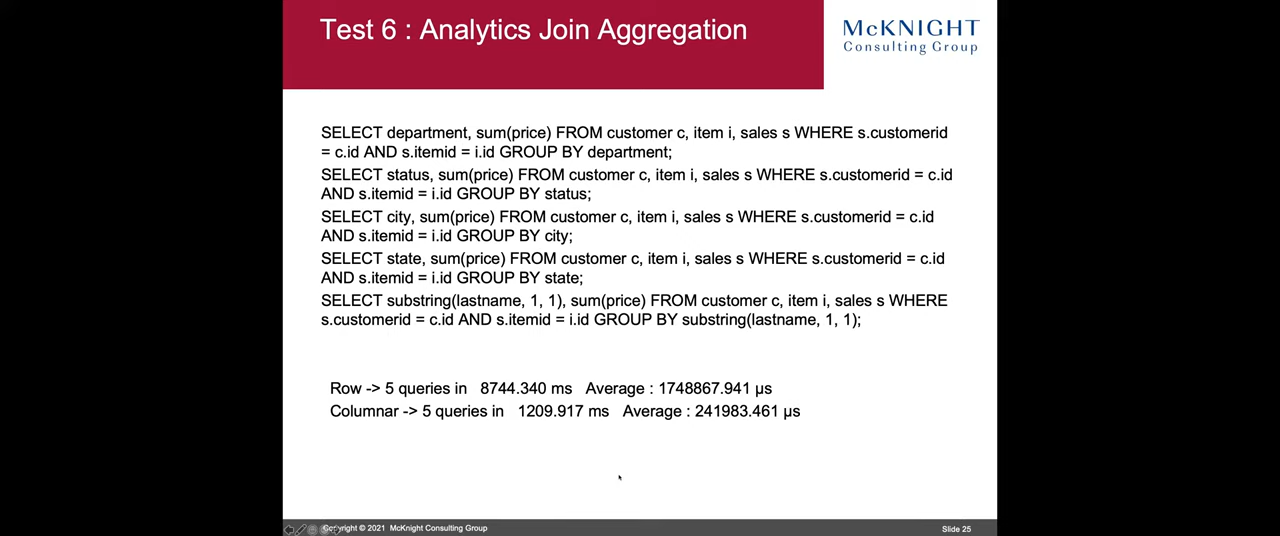 Test 6 : Analytics Join Aggregation
McKNIGHT
Consulting Group
SELECT department, sum(price) FROM customer c, item i, sales s WHERE s.customerid
= c.id AND s.itemid = i.id GROUP BY department;
SELECT status, sum(price) FROM customer c, item i, sales s WHERE s.customerid = c.id
AND s.itemid = i.id GROUP BY status;
SELECT city, sum(price) FROM customer c, item i, sales s WHERE s.customerid = c.id
AND s.itemid = i.id GROUP BY city;
SELECT state, sum(price) FROM customer c, item i, sales s WHERE s.customerid = c.id
AND s.itemid = i.id GROUP BY state;
SELECT substring(lastname, 1, 1), sum(price) FROM customer c, item i, sales s WHERE
s.customerid = c.id AND s.itemid = i.id GROUP BY substring(lastname, 1, 1);
Row -> 5 queries in 8744.340 ms Average : 1748867.941 µs
Columnar -> 5 queries in 1209.917 ms Average : 241983.461 µs
Copyright © 2021 McKnight Consulting Group
Slide 25